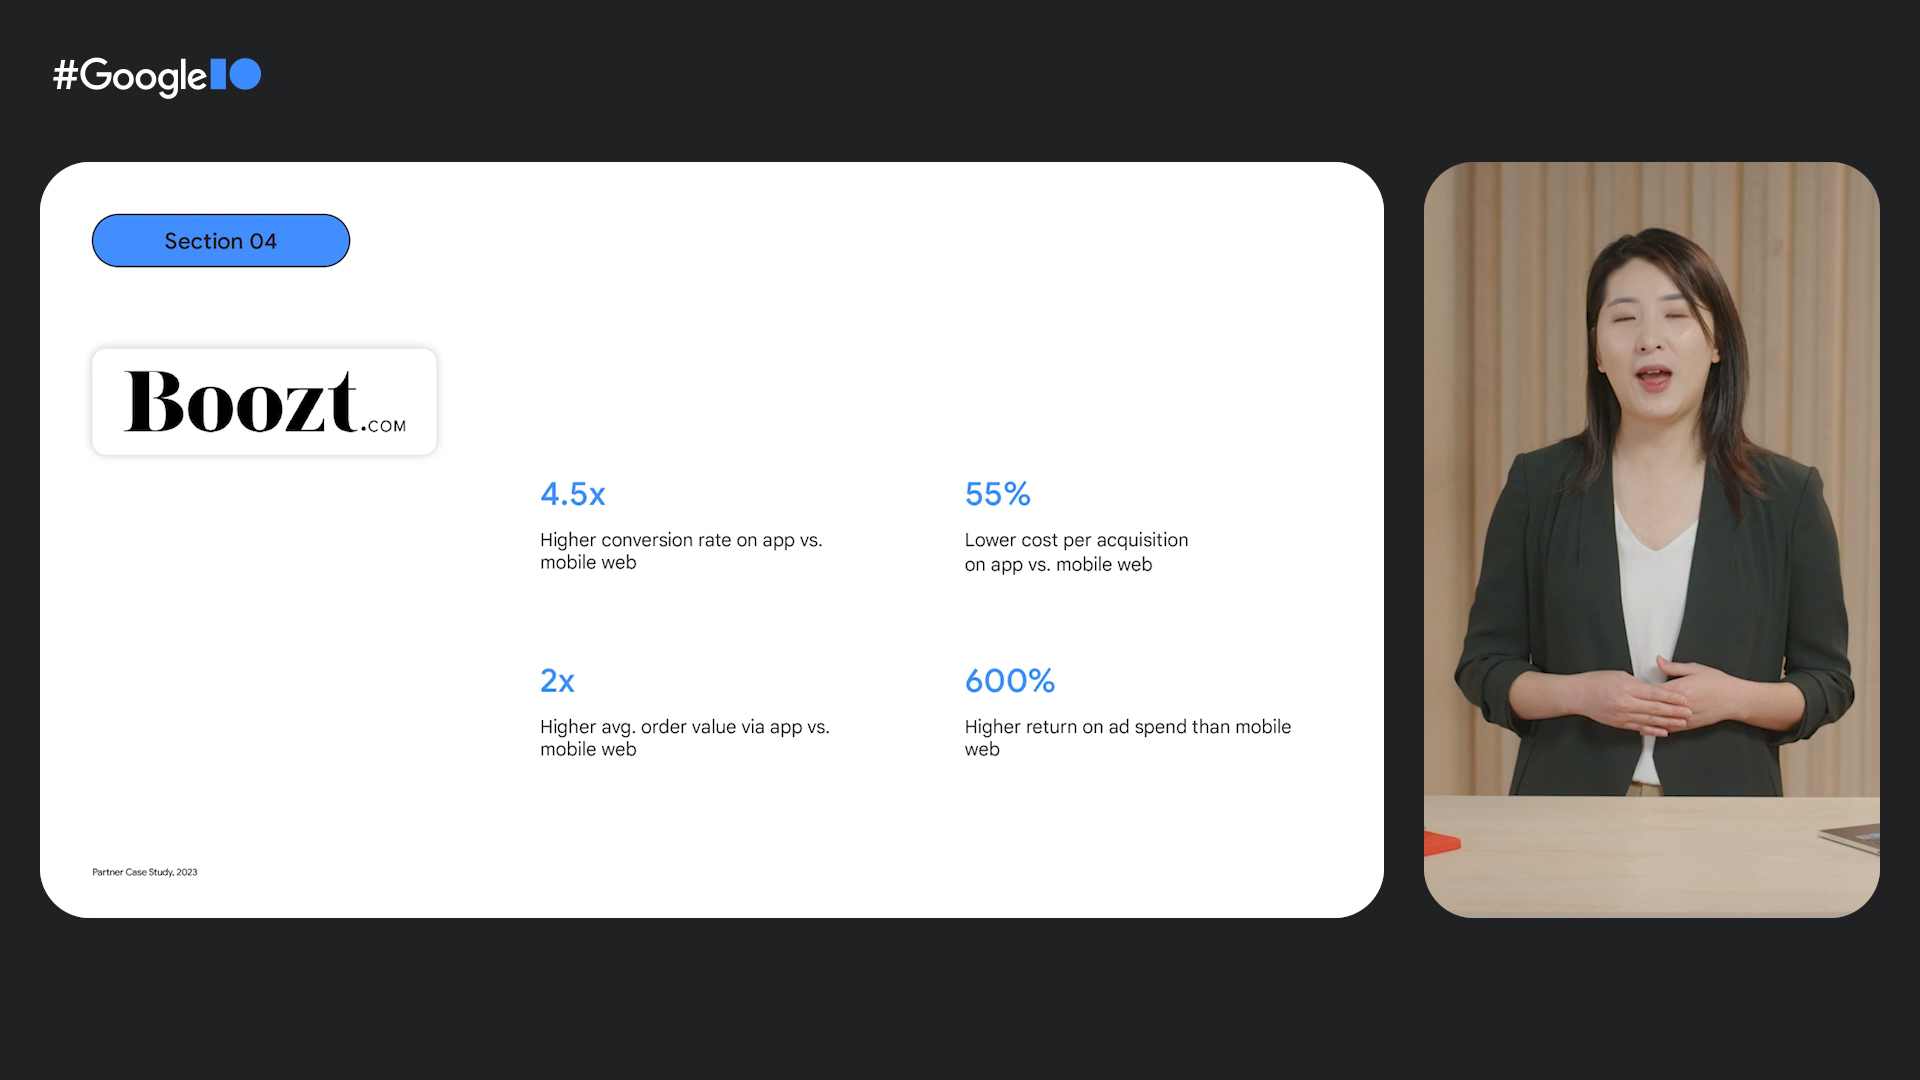 #GoogleIO
Section 04
Boozt.COM
4.5x
Higher conversion rate on app vs.
mobile web
55%
Lower cost per acquisition
on app vs. mobile web
2x
Higher avg. order value via app vs.
mobile web
600%
Higher return on ad spend than mobile
web
Partner Case Study, 2023